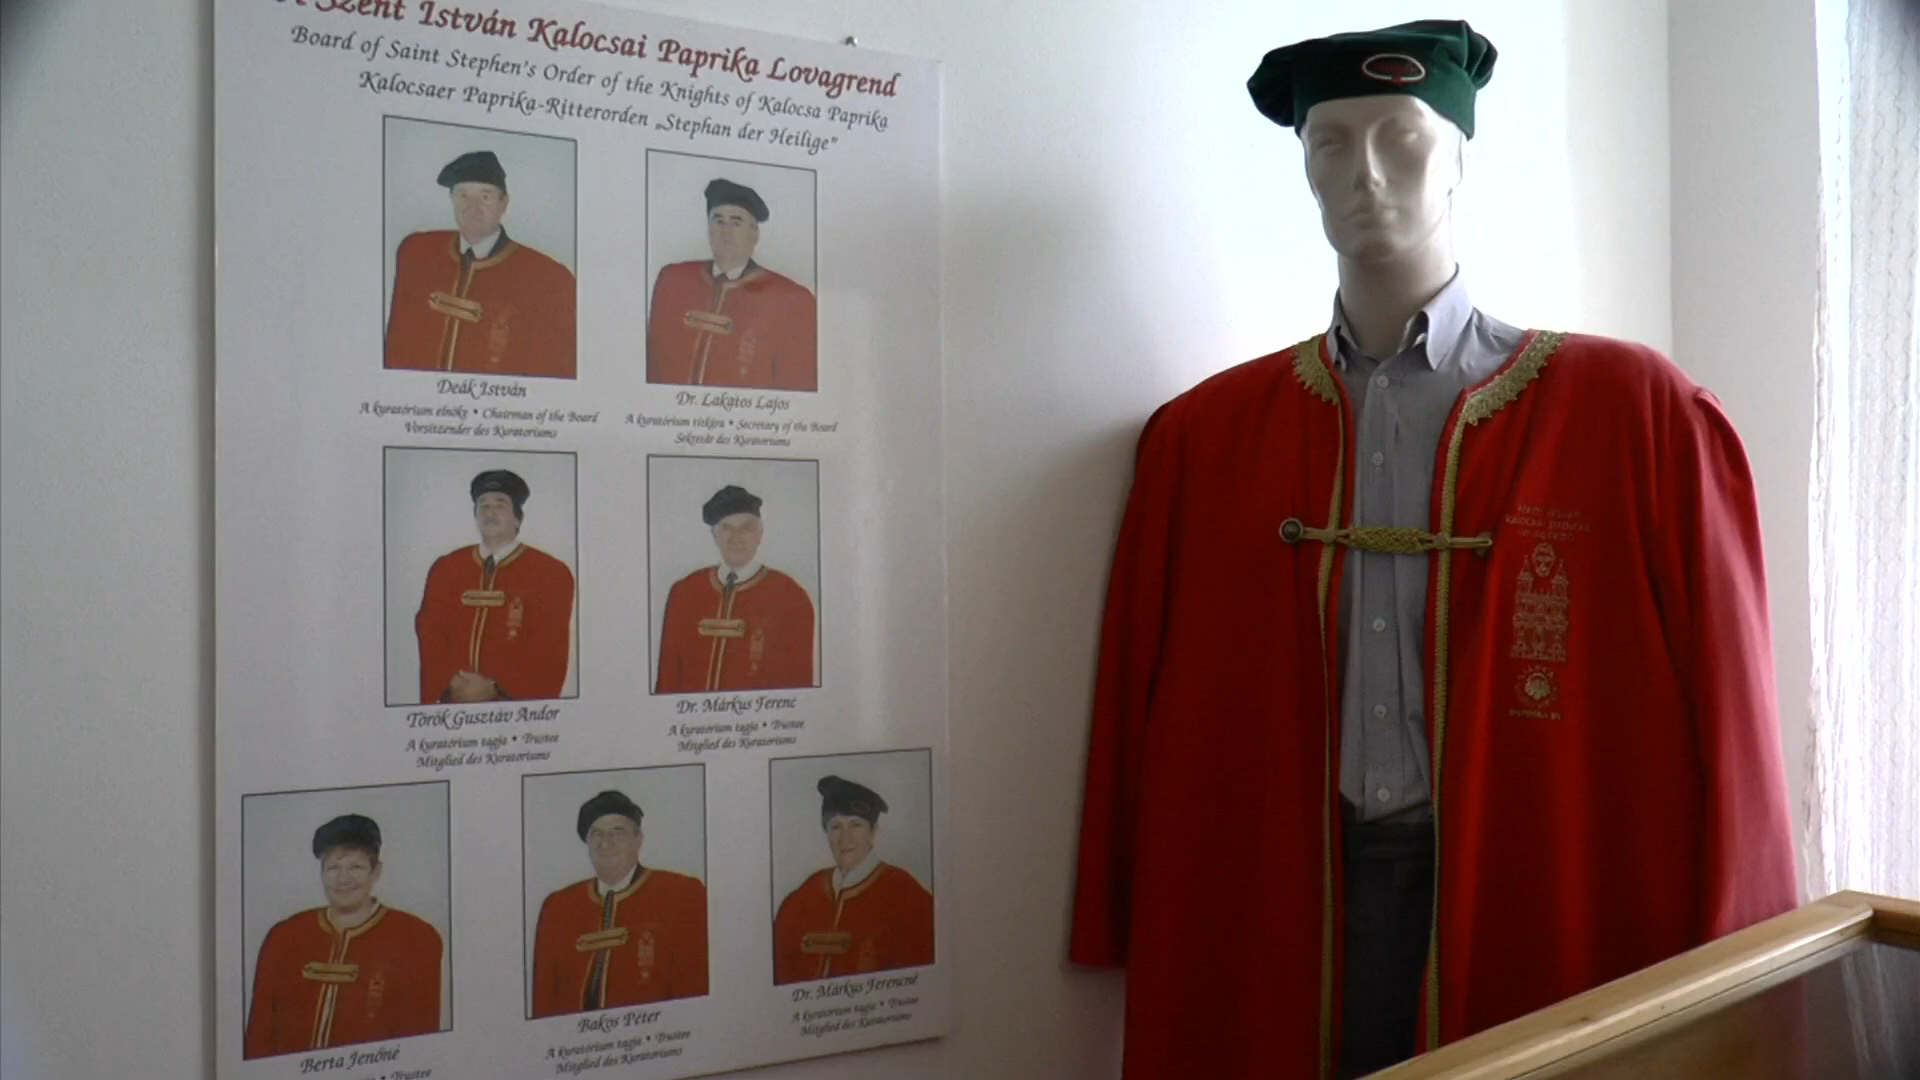 A Szent István Kalocsai Paprika Lovagrend
Board of Saint Stephen's Order of the Knights of Kalocsa Paprika
Kalocsaer Paprika-Ritterorden „Stephan der Heilige"
Deák István
A kuratórium elnöke • Chairman of the Board
Vorsitzender des Kuratoriums
Dr. Lakatos Lajos
A kuratórium titkára • Secretary of the Board
Sekretär des Kuratoriums
Török Gusztáv Andor
A kuratórium tagja • Trustee
Mitglied des Kuratoriums
Dr. Márkus Ferenc
A kuratórium tagja • Trustee
Mitglied des Kuratoriums
Berta Jenőné
• Trustee
Bakos Péter
A kuratórium tagja • Trustee
Mitglied des Kuratoriums
Dr. Márkus Ferencné
A kuratórium tagja • Trustee
Mitglied des Kuratoriums